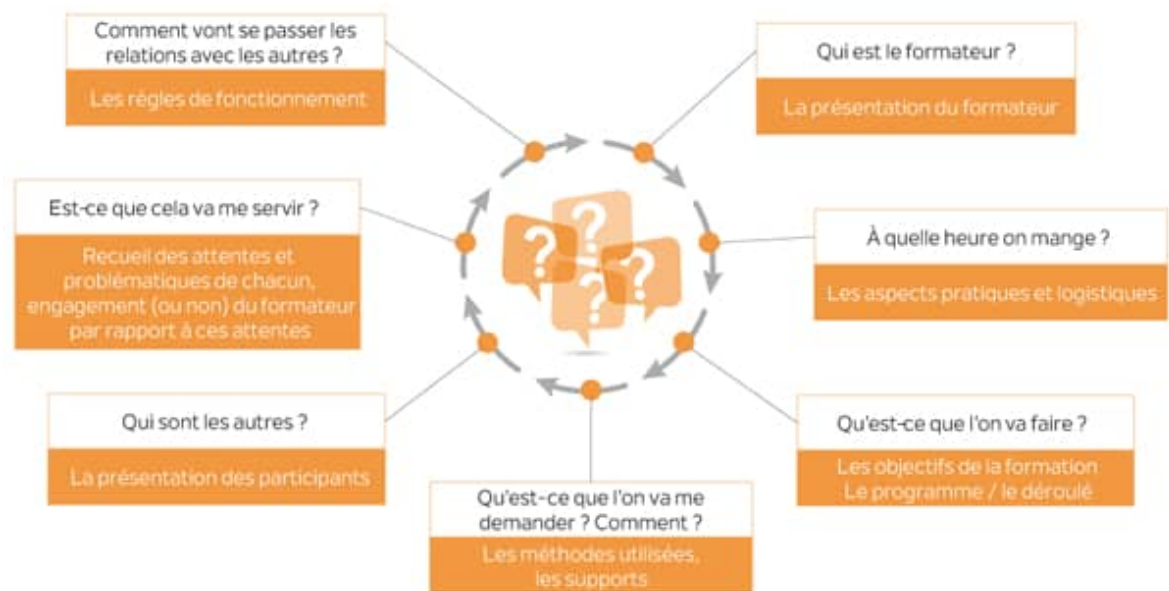 Comment vont se passer les
relations avec les autres ?
Les règles de fonctionnement
Qui est le formateur ?
La présentation du formateur
Est-ce que cela va me servir ?
Recueil des attentes et
problématiques de chacun,
engagement (ou non) du formateur
par rapport à ces attentes
À quelle heure on mange ?
Les aspects pratiques et logistiques
Qui sont les autres ?
La présentation des participants
Qu'est-ce que l'on va faire ?
Les objectifs de la formation
Le programme / le déroulé
Qu'est-ce que l'on va me
demander ? Comment ?
Les méthodes utilisées,
les supports
? ? ? ?